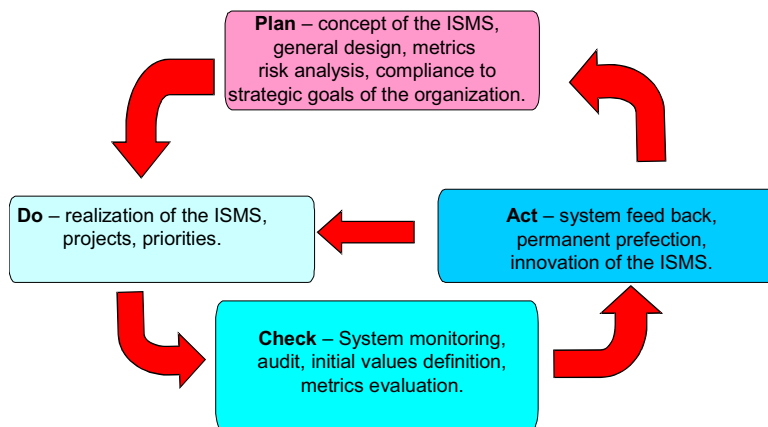 Plan – concept of the ISMS,
general design, metrics
risk analysis, compliance to
strategic goals of the organization.
Do – realization of the ISMS,
projects, priorities.
Act – system feed back,
permanent prefection,
innovation of the ISMS.
Check – System monitoring,
audit, initial values definition,
metrics evaluation.